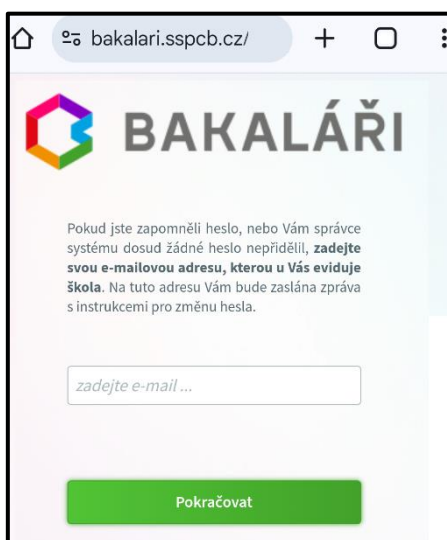 bakalari.sspcb.cz/
BAKALÁŘI
Pokud jste zapomněli heslo, nebo Vám správce
systému dosud žádné heslo nepřidělil, zadejte
svou e-mailovou adresu, kterou u Vás eviduje
škola. Na tuto adresu Vám bude zaslána zpráva
s instrukcemi pro změnu hesla.
zadejte e-mail ...
Pokračovat